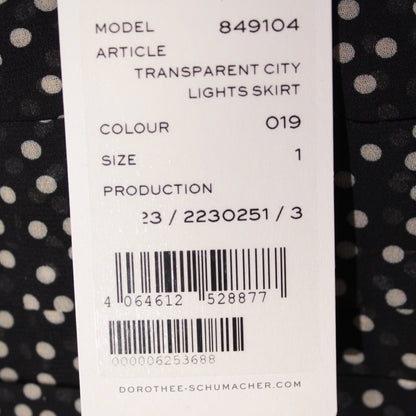 MODEL 849104
ARTICLE
TRANSPARENT CITY
LIGHTS SKIRT
COLOUR 019
SIZE 1
PRODUCTION
23 / 2230251 / 3
4 064612 528877
000006253688
DOROTHEE-SCHUMACHER.COM